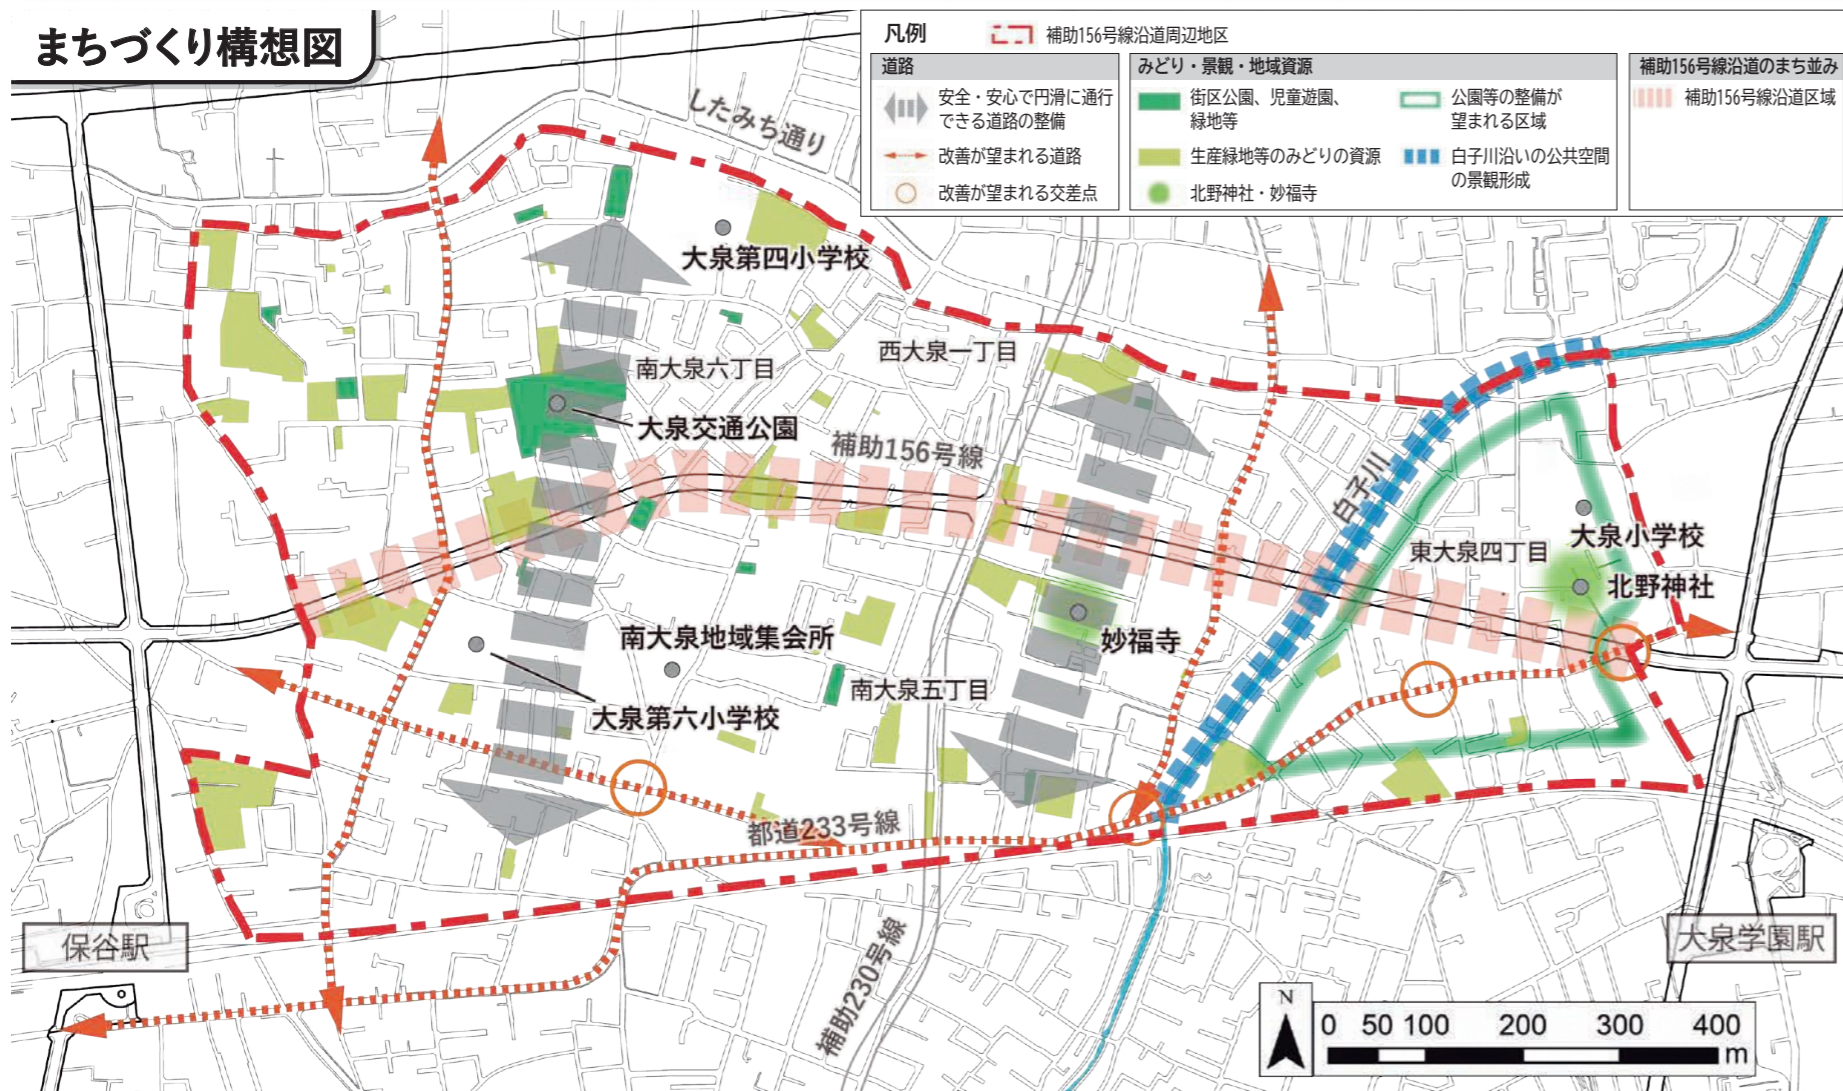 まちづくり構想図
凡例
補助156号線沿道周辺地区
道路
安全・安心で円滑に通行
できる道路の整備
改善が望まれる道路
改善が望まれる交差点
みどり・景観・地域資源
街区公園、児童遊園、
緑地等
生産緑地等のみどりの資源
北野神社・妙福寺
公園等の整備が
望まれる区域
白子川沿いの公共空間
の景観形成
補助156号線沿道のまち並み
補助156号線沿道区域
したみち通り
大泉第四小学校
南大泉六丁目
西大泉一丁目
大泉交通公園
補助156号線
白子川
大泉小学校
東大泉四丁目
北野神社
南大泉地域集会所
妙福寺
南大泉五丁目
大泉第六小学校
都道233号線
保谷駅
大泉学園駅
補助230号線
N
0 50 100 200 300 400
m